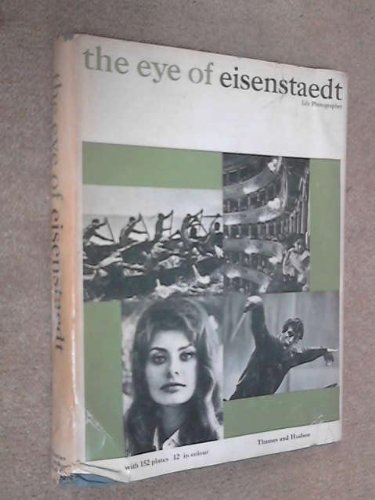 the eye of eisenstaedt
Life Photographer
the eye of eisenstaedt
with 152 plates 12 in colour
Thames and Hudson